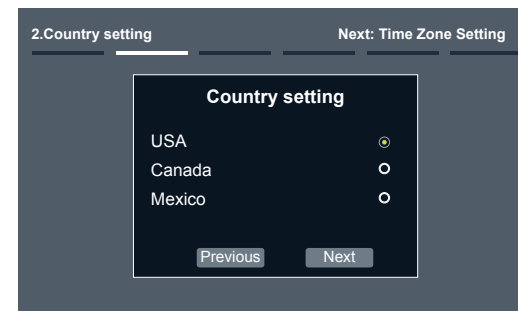 2.Country setting
Next: Time Zone Setting
Country setting
USA
Canada
Mexico
Previous
Next